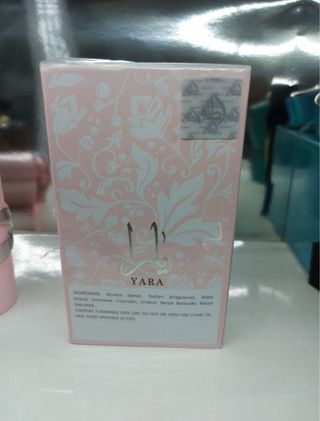 يارا
YARA
INGREDIENTS: Alcohol Denat., Parfum (Fragrance), Water
(Aqua), Limonene, Coumarin, Linalool, Benzyl Benzoate, Benzyl
Salicylate.
CAUTION: FLAMMABLE UNTIL DRY. DO NOT USE NEAR FIRE, FLAME OR
HEAT. AVOID SPRAYING IN EYES.